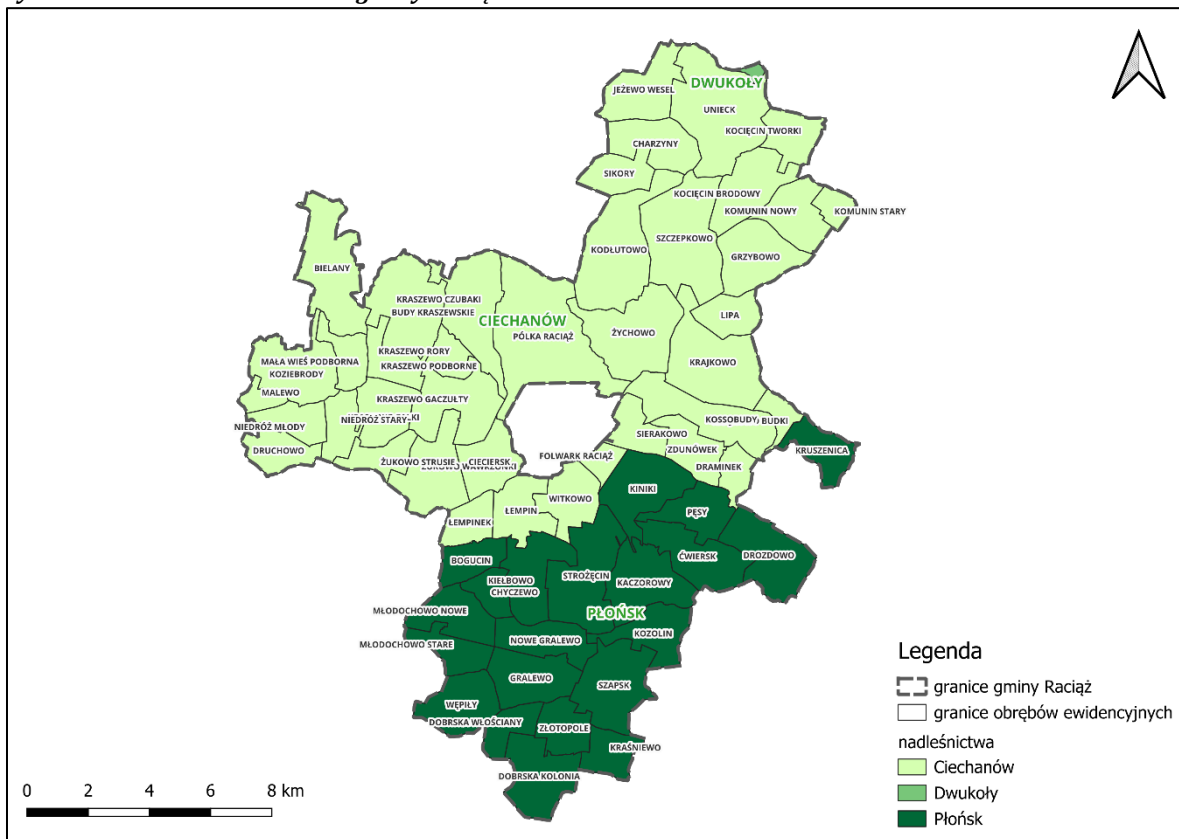 JEŻEWO WESEL
DWUKOŁY
UNIECK
KOCIĘCIN TWORKI
CHARZYNY
SIKORY
KOCIĘCIN BRODOWY
KOMUNIN NOWY
KOMUNIN STARY
SZCZEPKOWO
KODŁUTOWO
GRZYBOWO
BIELANY
KRASZEWO CZUBAKI
BUDY KRASZEWSKIE
CIECHANÓW
PÓLKA RACIĄŻ
ŻYCHOWO
LIPA
KRAJKOWO
MAŁA WIEŚ PODBORNA
KOZIEBRODY
MALEWO
KRASZEWO RORY
KRASZEWO PODBORNE
KRASZEWO GACZUŁTY
NIEDRÓŻ MŁODY
NIEDRÓŻ STARY
DRUCHOWO
ŻUKOWO STRUSIE
CIECIERSK
SIERAKOWO
KOSSOBUDY
BUDKI
ZDUNÓWEK
KRUSZENICA
FOLWARK RACIĄŻ
DRAMINEK
WITKOWO
KINIKI
ŁEMPINEK
ŁEMPIN
PĘSY
BOGUCIN
STROŻĘCIN
ĆWIERSK
DROZDOWO
KIEŁBOWO
CHYCZEWO
KACZOROWY
MŁODOCHOWO NOWE
PŁOŃSK
MŁODOCHOWO STARE
NOWE GRALEWO
KOZOLIN
GRALEWO
SZAPSK
WĘPIŁY
DOBRSKA WŁOŚCIANY
ZŁOTOPOLE
KRAŚNIEWO
DOBRSKA KOLONIA
Legenda
granice gminy Raciąż
granice obrębów ewidencyjnych
nadleśnictwa
Ciechanów
Dwukoły
Płońsk
0 2 4 6 8 km